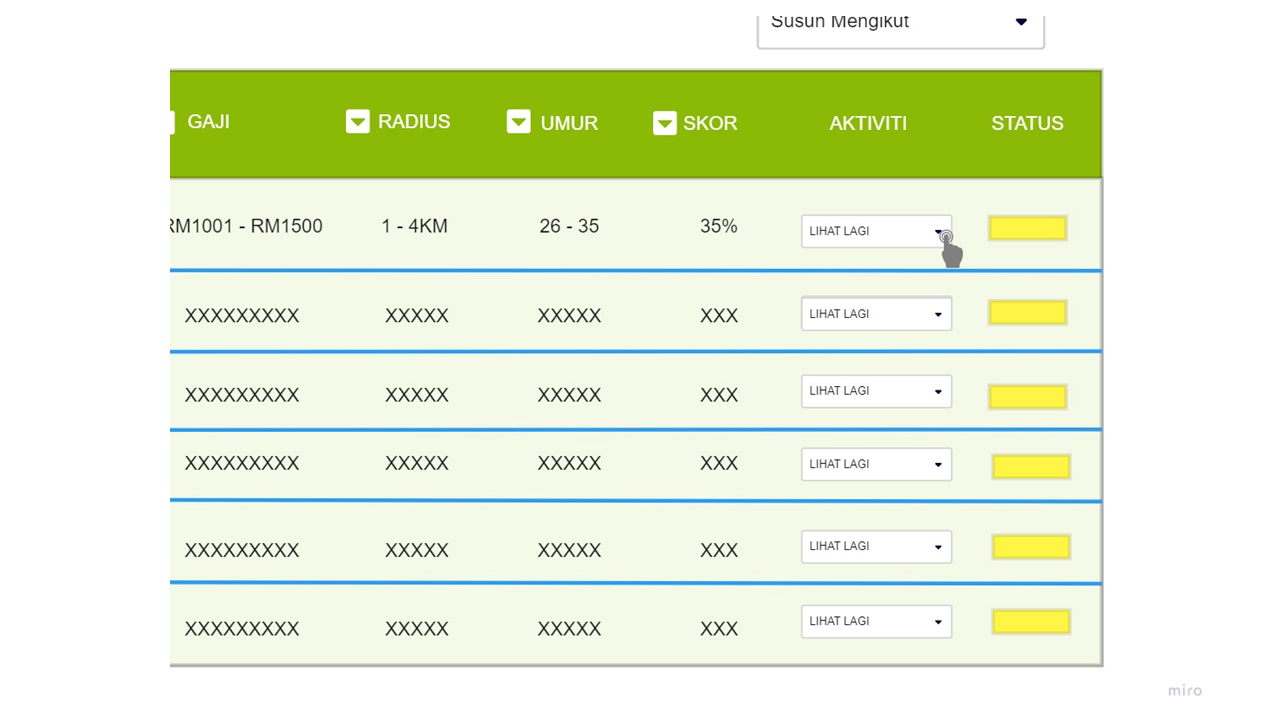 Susun Mengikut
GAJI RADIUS UMUR SKOR AKTIVITI STATUS
RM1001 - RM1500 1 - 4KM 26 - 35 35% LIHAT LAGI
XXXXXXXXX XXXXX XXXXX XXX LIHAT LAGI
XXXXXXXXX XXXXX XXXXX XXX LIHAT LAGI
XXXXXXXXX XXXXX XXXXX XXX LIHAT LAGI
XXXXXXXXX XXXXX XXXXX XXX LIHAT LAGI
XXXXXXXXX XXXXX XXXXX XXX LIHAT LAGI
miro